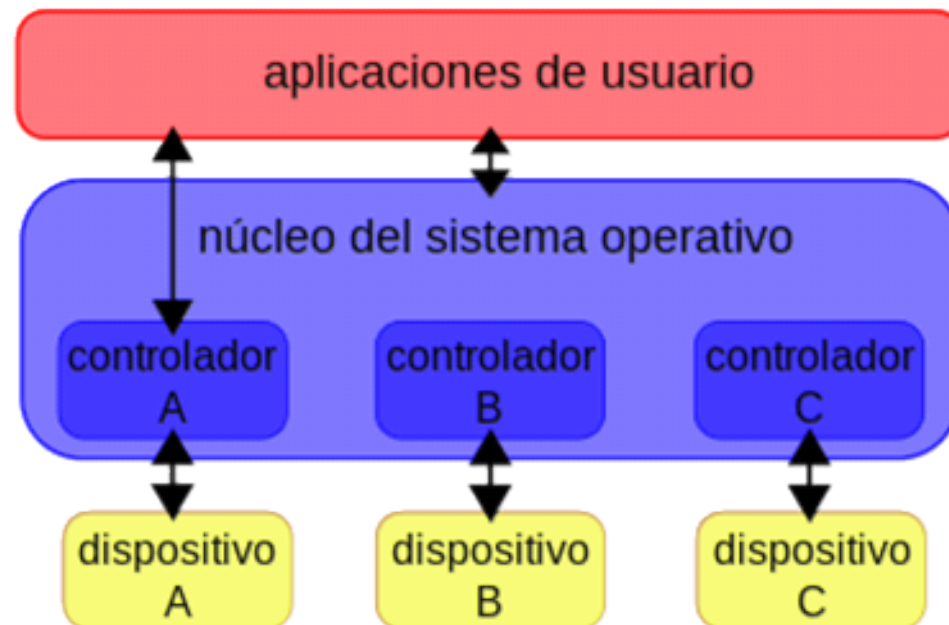 aplicaciones de usuario
núcleo del sistema operativo
controlador
A
controlador
B
controlador
C
dispositivo
A
dispositivo
B
dispositivo
C